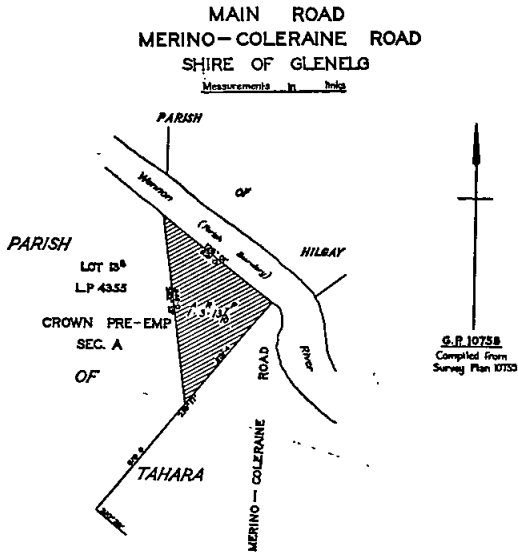 MAIN ROAD
MERINO-COLERAINE ROAD
SHIRE OF GLENELG
Measurements in links
PARISH
OF
HILGAY
Wannon
(Parish Boundary)
River
PARISH
LOT 13B
L.P 4355
CROWN PRE-EMP
SEC. A
OF
TAHARA
ROAD
MERINO-COLERAINE
G.P. 10758
Compiled from
Survey Plan 10755